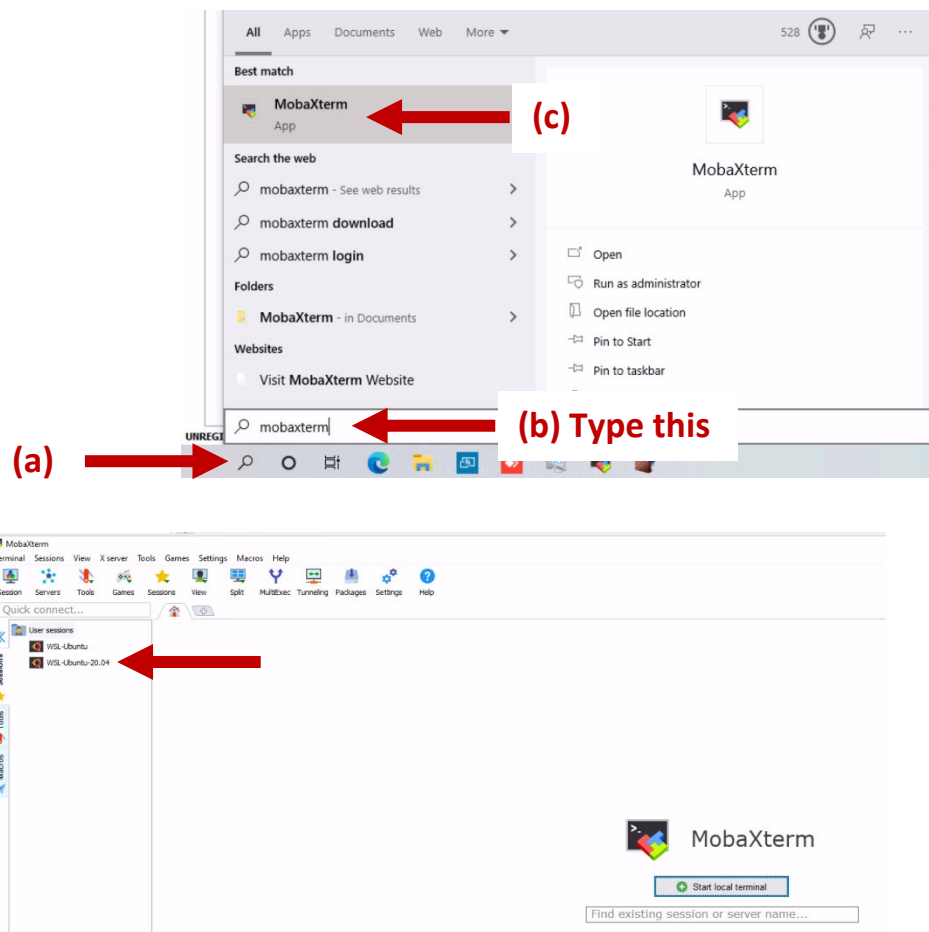 All Apps Documents Web More 528 ...
Best match
MobaXterm
App
(c)
MobaXterm
App
Search the web
mobaxterm - See web results
mobaxterm download
mobaxterm login
Folders
MobaXterm - in Documents
Websites
Visit MobaXterm Website
Open
Run as administrator
Open file location
Pin to Start
Pin to taskbar
mobaxterm
(b) Type this
UNREGI
(a)
MobaXterm
erminal Sessions View X server Tools Games Settings Macros Help
ession Servers Tools Games Sessions View Split MultiExec Tunneling Packages Settings Help
Quick connect...
User sessions
WSL-Ubuntu
WSL-Ubuntu-20.04
Sessions
Tools
Macros
MobaXterm
Start local terminal
Find existing session or server name...